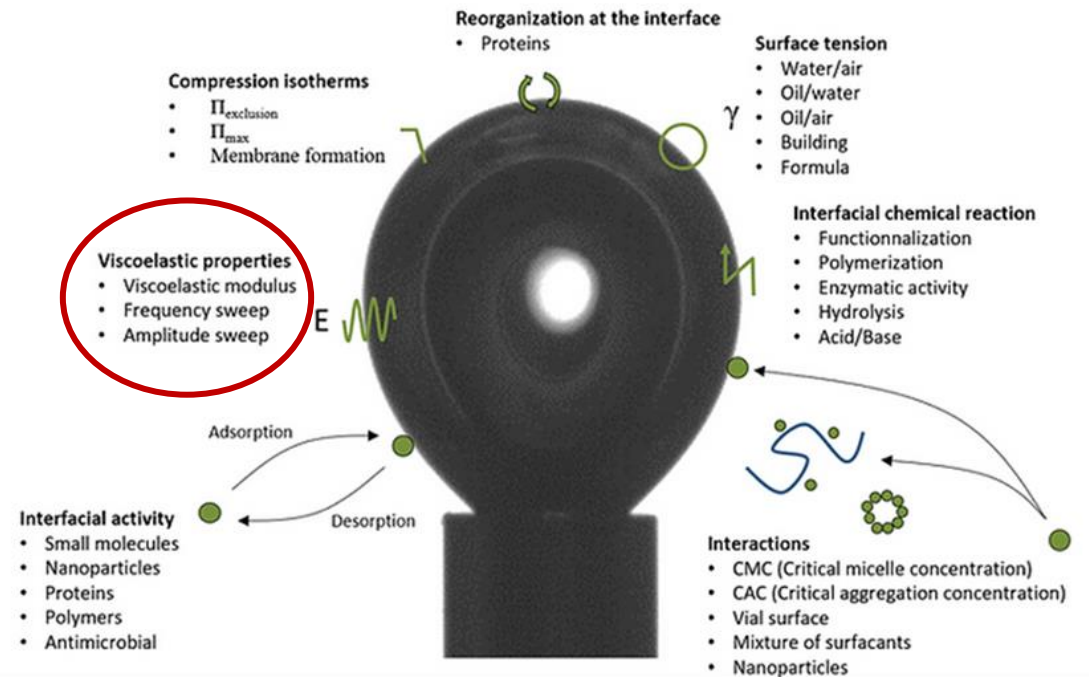 Reorganization at the interface
• Proteins
Surface tension
• Water/air
• Oil/water
• Oil/air
• Building
• Formula
γ
Compression isotherms
• Πexclusion
• Πmax
• Membrane formation
Interfacial chemical reaction
• Functionnalization
• Polymerization
• Enzymatic activity
• Hydrolysis
• Acid/Base
Viscoelastic properties
• Viscoelastic modulus
• Frequency sweep
• Amplitude sweep
E
Adsorption
Desorption
Interfacial activity
• Small molecules
• Nanoparticles
• Proteins
• Polymers
• Antimicrobial
Interactions
• CMC (Critical micelle concentration)
• CAC (Critical aggregation concentration)
• Vial surface
• Mixture of surfacants
• Nanoparticles